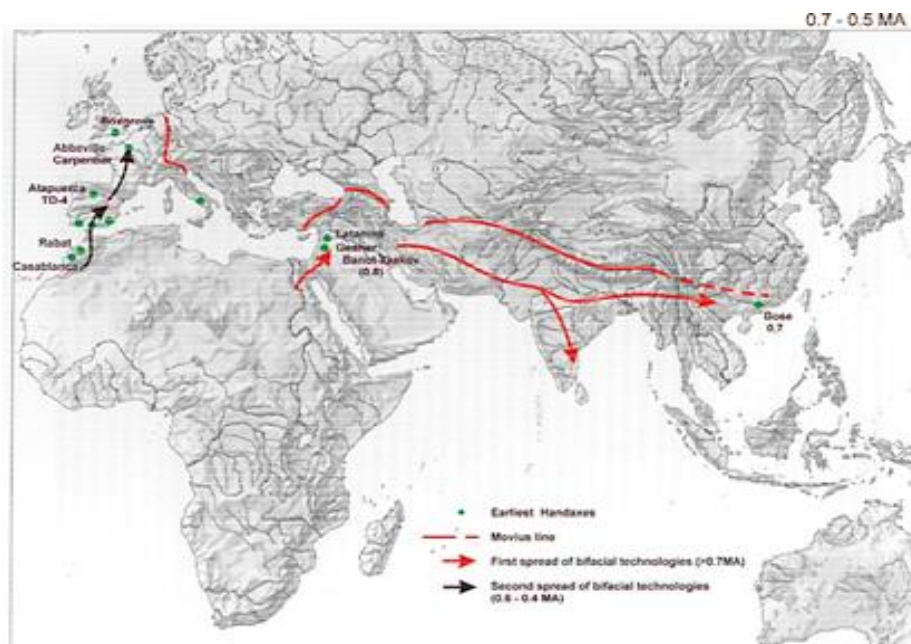 0.7 - 0.5 MA
Boxgrove
Abbeville-
Carpentier
Atapuerca
TD-4
Rabat
Casablanca
Latamne
Gesher
Banot-Yaakov
(0.8)
Bose
0.7
Earliest Handaxes
Movius line
First spread of bifacial technologies (>0.7MA)
Second spread of bifacial technologies
(0.6 - 0.4 MA)